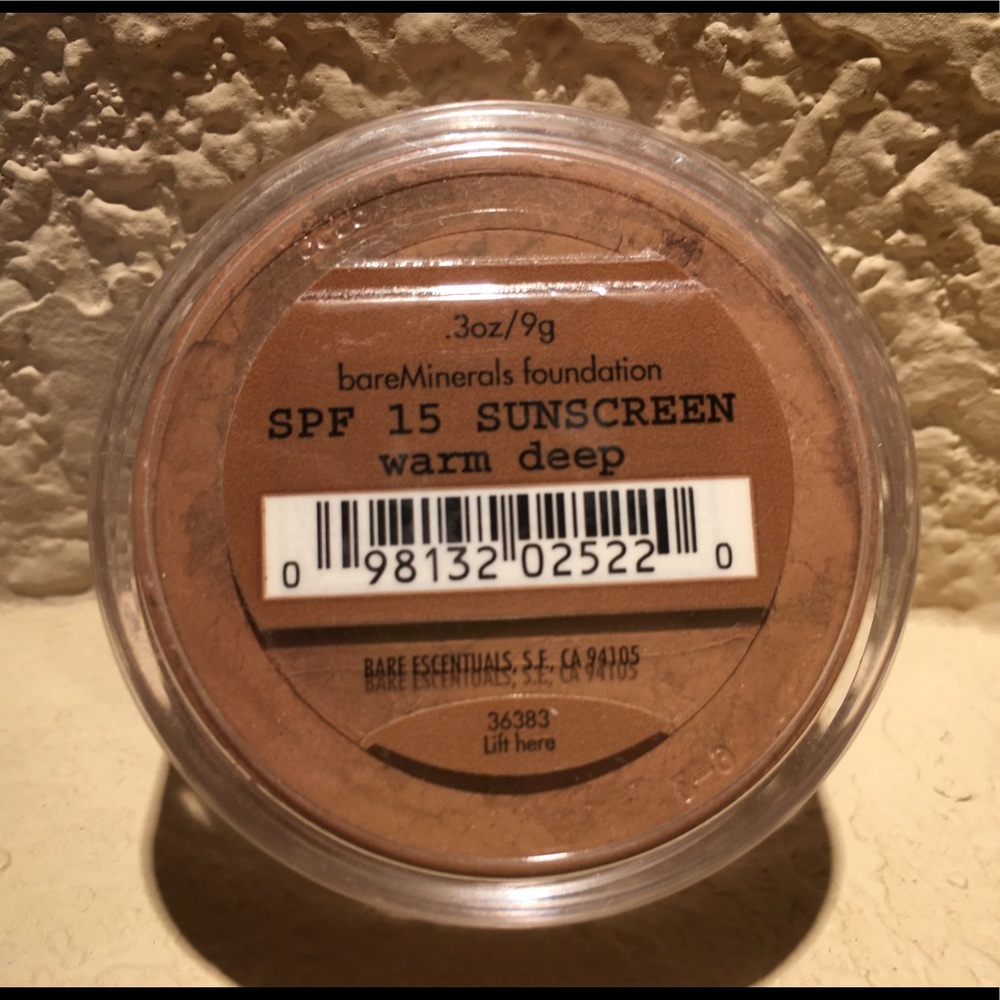 .3oz/9g
bareMinerals foundation
SPF 15 SUNSCREEN
warm deep
0 98132 02522 0
BARE ESCENTUALS, S.F., CA 94105
36383
Lift here